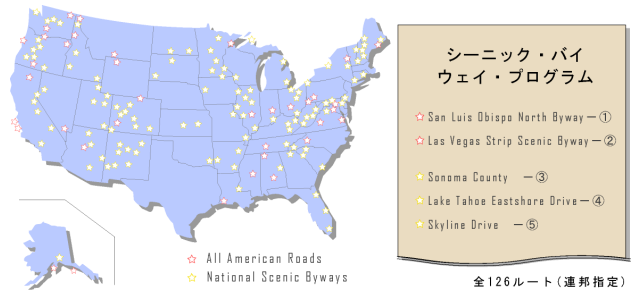 シーニック・バイ
ウェイ・プログラム
San Luis Obispo North Byway－①
Las Vegas Strip Scenic Byway－②
Sonoma County －③
Lake Tahoe Eastshore Drive－④
Skyline Drive －⑤
All American Roads
National Scenic Byways
全126ルート(連邦指定)